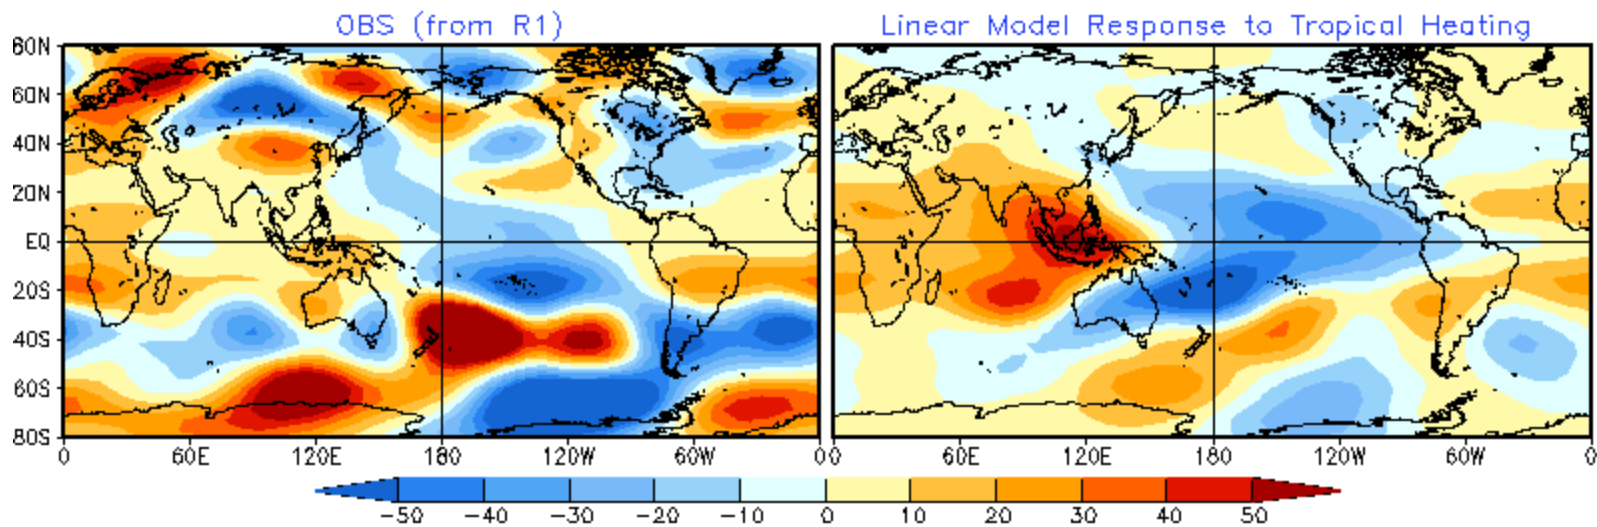 OBS (from R1)
Linear Model Response to Tropical Heating
80N
60N
40N
20N
EQ
20S
40S
60S
80S
0 60E 120E 180 120W 60W 0
0 60E 120E 180 120W 60W 0
-50 -40 -30 -20 -10 0 10 20 30 40 50